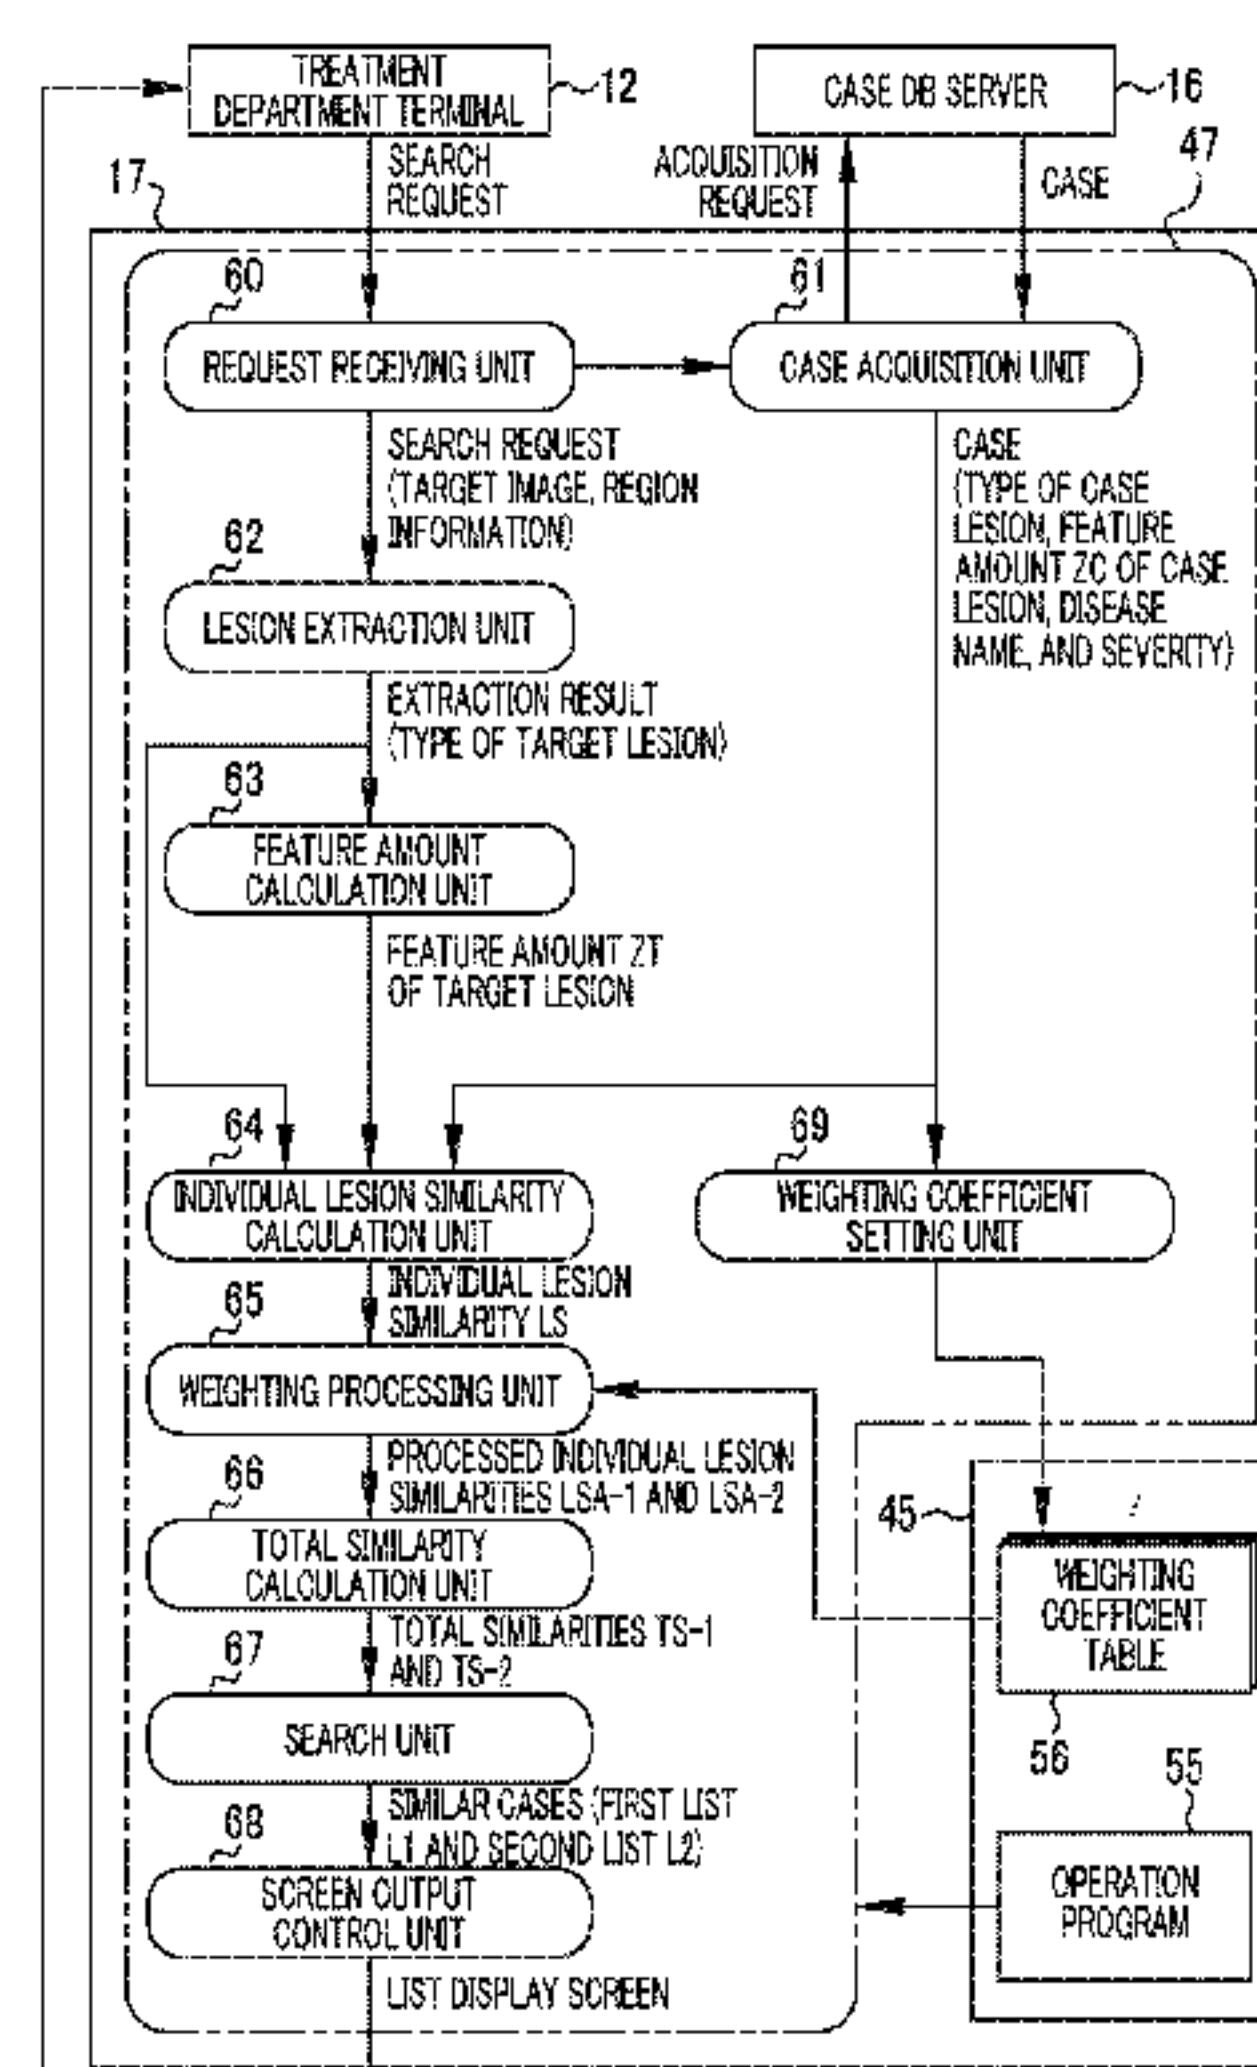 TREATMENT
DEPARTMENT TERMINAL
12
CASE DB SERVER
16
SEARCH
REQUEST
ACQUISITION
REQUEST
CASE
47
17
60
REQUEST RECEIVING UNIT
61
CASE ACQUISITION UNIT
SEARCH REQUEST
(TARGET IMAGE, REGION
INFORMATION)
CASE
(TYPE OF CASE
LESION, FEATURE
AMOUNT ZC OF CASE
LESION, DISEASE
NAME, AND SEVERITY)
62
LESION EXTRACTION UNIT
EXTRACTION RESULT
(TYPE OF TARGET LESION)
63
FEATURE AMOUNT
CALCULATION UNIT
FEATURE AMOUNT ZT
OF TARGET LESION
64
INDIVIDUAL LESION SIMILARITY
CALCULATION UNIT
69
WEIGHTING COEFFICIENT
SETTING UNIT
INDIVIDUAL LESION
SIMILARITY LS
65
WEIGHTING PROCESSING UNIT
PROCESSED INDIVIDUAL LESION
SIMILARITIES LSA-1 AND LSA-2
66
TOTAL SIMILARITY
CALCULATION UNIT
45
WEIGHTING
COEFFICIENT
TABLE
56
TOTAL SIMILARITIES TS-1
AND TS-2
67
SEARCH UNIT
SIMILAR CASES (FIRST LIST
L1 AND SECOND LIST L2)
55
OPERATION
PROGRAM
68
SCREEN OUTPUT
CONTROL UNIT
LIST DISPLAY SCREEN